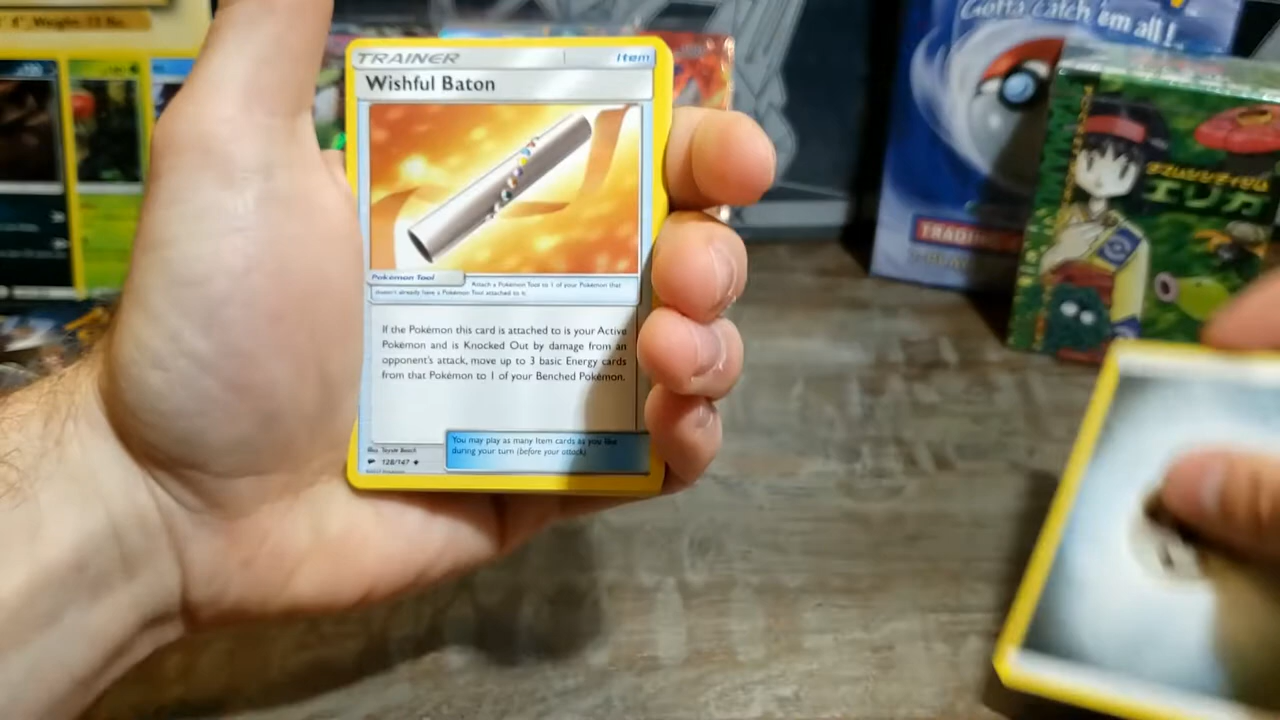 Gotta catch 'em all!
TRAINER
Item
Wishful Baton
Pokémon Tool
Attach a Pokémon Tool to 1 of your Pokémon that
doesn't already have a Pokémon Tool attached to it.
If the Pokémon this card is attached to is your Active
Pokémon and is Knocked Out by damage from an
opponent's attack, move up to 3 basic Energy cards
from that Pokémon to 1 of your Benched Pokémon.
You may play as many Item cards as you like
during your turn (before your attack)
128/147
エリカ